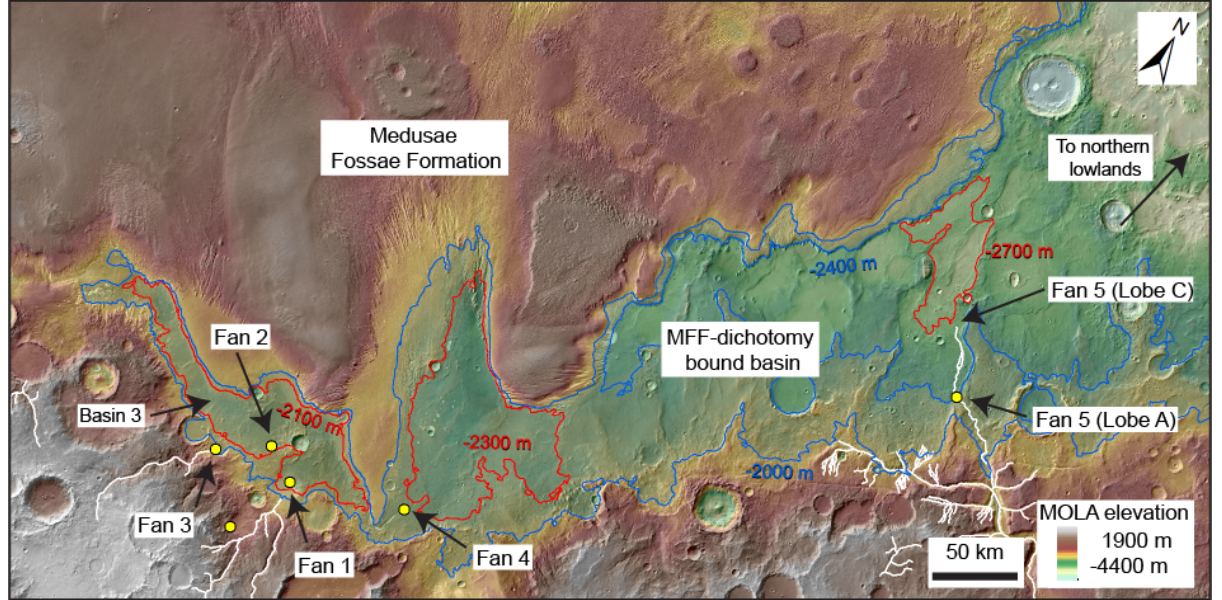 N
Medusae
Fossae Formation
To northern
lowlands
-2700 m
-2400 m
Fan 5 (Lobe C)
Fan 2
MFF-dichotomy
bound basin
Basin 3
-2100 m
Fan 5 (Lobe A)
-2300 m
-2000 m
Fan 3
MOLA elevation
1900 m
-4400 m
50 km
Fan 1
Fan 4